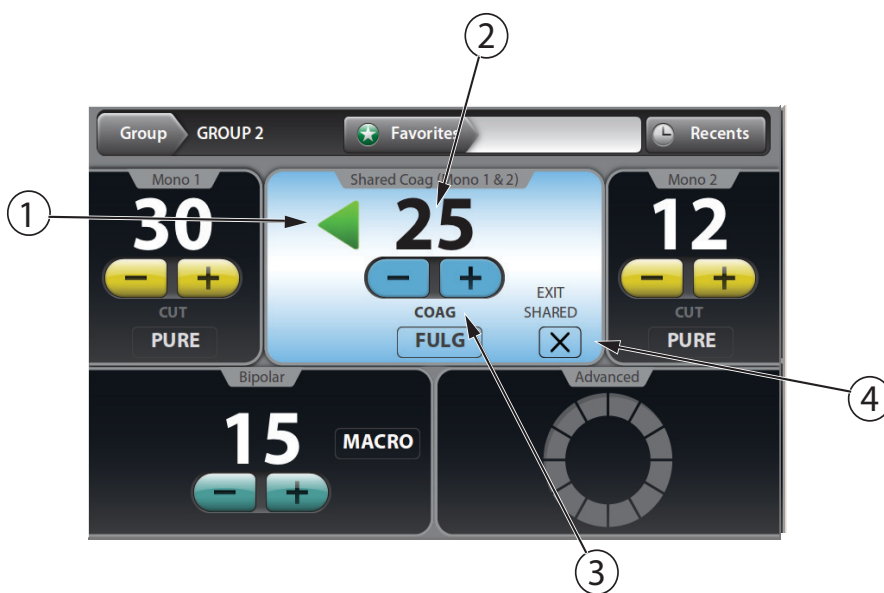 2
Group GROUP 2 Favorites Recents
Mono 1 Shared Coag (Mono 1 & 2) Mono 2
1
30 25 12
− + − + − +
CUT COAG EXIT SHARED CUT
PURE FULG X PURE
4
Bipolar Advanced
15 MACRO
− +
3